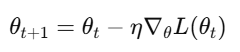 θ_{t+1} = θ_t − η∇_θ L(θ_t)